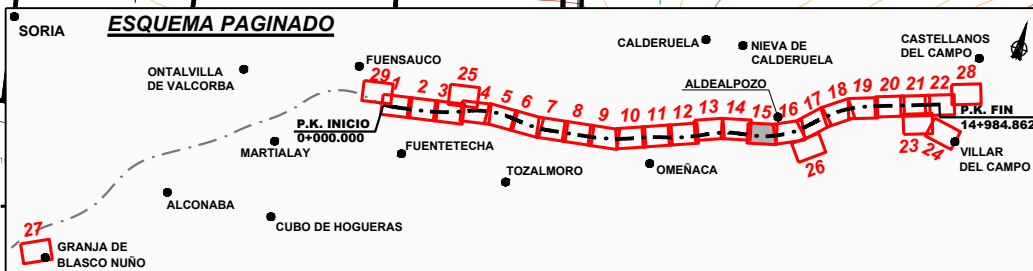 ESQUEMA PAGINADO
SORIA
ONTALVILLA
DE VALCORBA
FUENSAUCO
CALDERUELA
NIEVA DE
CALDERUELA
CASTELLANOS
DEL CAMPO
ALDEALPOZO
P.K. INICIO
0+000.000
P.K. FIN
14+984.862
MARTIALAY
FUENTETECHA
TOZALMORO
OMEÑACA
VILLAR
DEL CAMPO
ALCONABA
CUBO DE HOGUERAS
GRANJA DE
BLASCO NUÑO
29 1 2 3 25 4 5 6 7 8 9 10 11 12 13 14 15 16 17 18 19 20 21 22 28
27
26
23
24